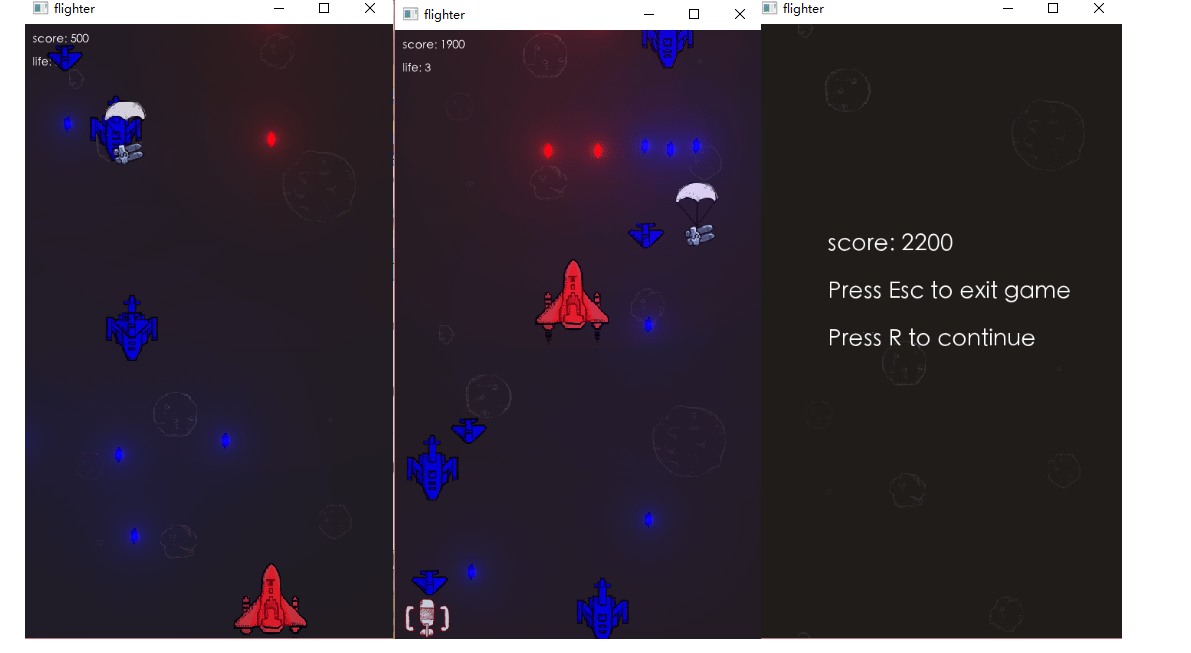 flighter
score: 500
life:
flighter
score: 1900
life: 3
flighter
score: 2200
Press Esc to exit game
Press R to continue